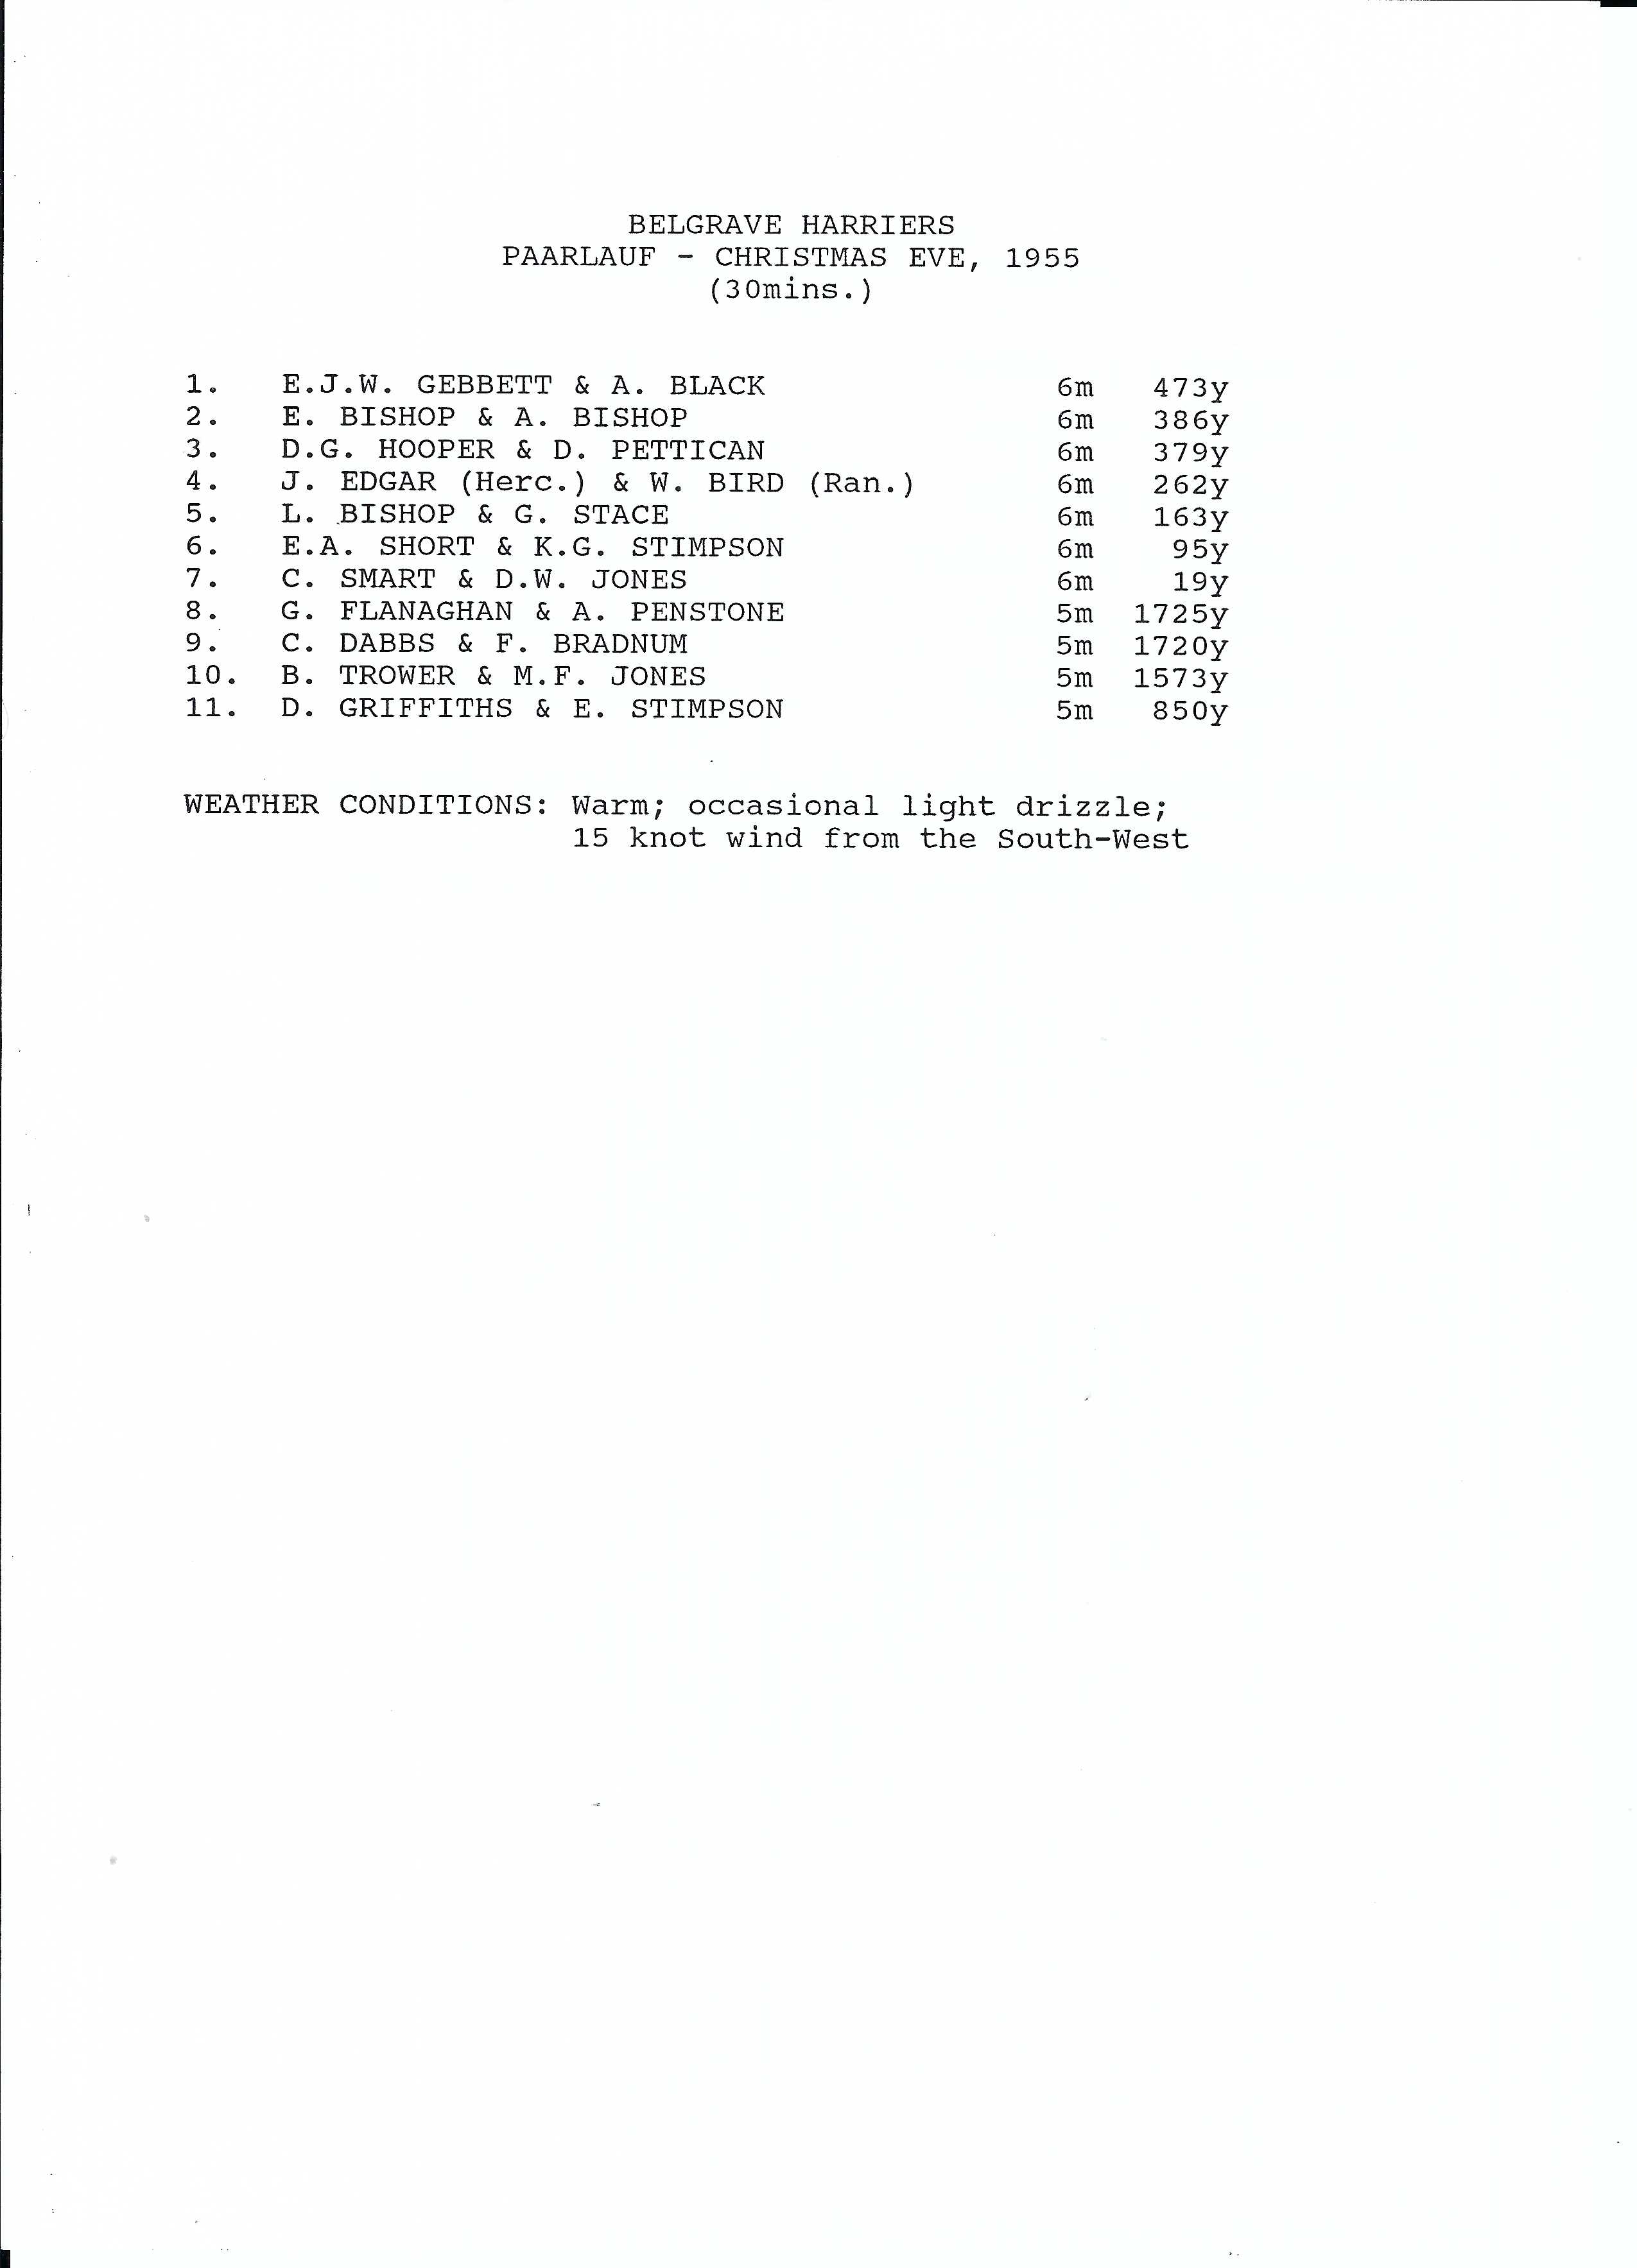 BELGRAVE HARRIERS
PAARLAUF - CHRISTMAS EVE, 1955
(30mins.)
1. E.J.W. GEBBETT & A. BLACK 6m 473y
2. E. BISHOP & A. BISHOP 6m 386y
3. D.G. HOOPER & D. PETTICAN 6m 379y
4. J. EDGAR (Herc.) & W. BIRD (Ran.) 6m 262y
5. L. BISHOP & G. STACE 6m 163y
6. E.A. SHORT & K.G. STIMPSON 6m 95y
7. C. SMART & D.W. JONES 6m 19y
8. G. FLANAGHAN & A. PENSTONE 5m 1725y
9. C. DABBS & F. BRADNUM 5m 1720y
10. B. TROWER & M.F. JONES 5m 1573y
11. D. GRIFFITHS & E. STIMPSON 5m 850y
WEATHER CONDITIONS: Warm; occasional light drizzle;
15 knot wind from the South-West